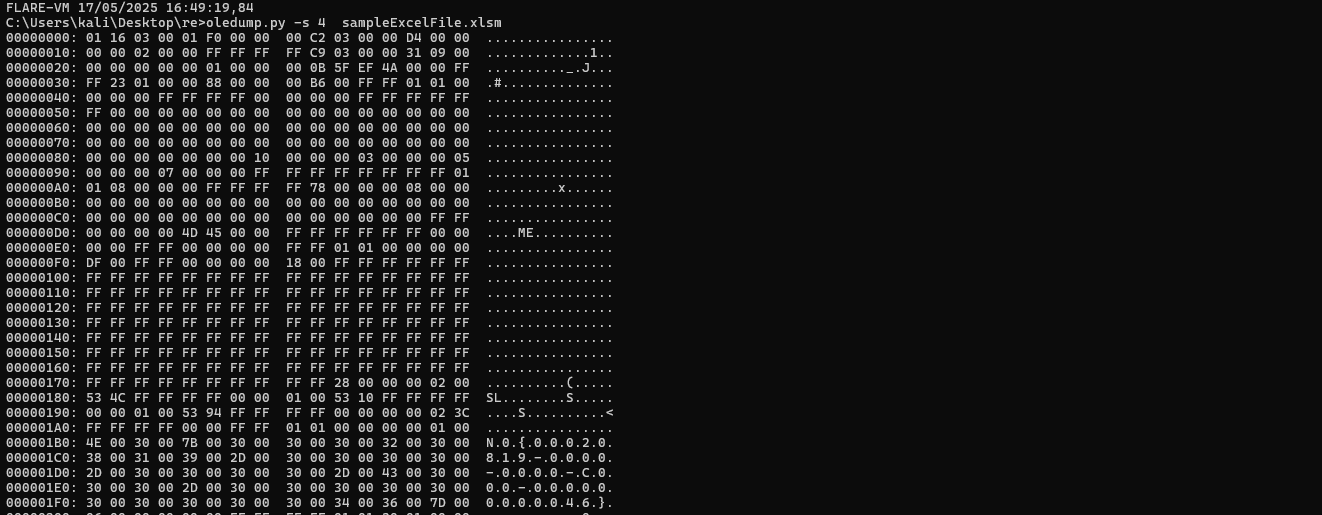 FLARE-VM 17/05/2025 16:49:19,84
C:\Users\kali\Desktop\re>oledump.py -s 4  sampleExcelFile.xlsm
00000000: 01 16 03 00 01 F0 00 00  00 C2 03 00 00 D4 00 00  ................
00000010: 00 00 02 00 00 FF FF FF  FF C9 03 00 00 31 09 00  .............1..
00000020: 00 00 00 00 00 01 00 00  00 0B 5F EF 4A 00 00 FF  .........._.J...
00000030: FF 23 01 00 00 88 00 00  00 B6 00 FF FF 01 01 00  .#..............
00000040: 00 00 00 FF FF FF FF 00  00 00 00 FF FF FF FF FF  ................
00000050: FF 00 00 00 00 00 00 00  00 00 00 00 00 00 00 00  ................
00000060: 00 00 00 00 00 00 00 00  00 00 00 00 00 00 00 00  ................
00000070: 00 00 00 00 00 00 00 00  00 00 00 00 00 00 00 00  ................
00000080: 00 00 00 00 00 00 00 10  00 00 00 03 00 00 00 05  ................
00000090: 00 00 00 07 00 00 00 FF  FF FF FF FF FF FF FF 01  ................
000000A0: 01 08 00 00 00 FF FF FF  FF 78 00 00 00 08 00 00  .........x......
000000B0: 00 00 00 00 00 00 00 00  00 00 00 00 00 00 00 00  ................
000000C0: 00 00 00 00 00 00 00 00  00 00 00 00 00 00 FF FF  ................
000000D0: 00 00 00 00 4D 45 00 00  FF FF FF FF FF FF 00 00  ....ME..........
000000E0: 00 00 FF FF 00 00 00 00  FF FF 01 01 00 00 00 00  ................
000000F0: DF 00 FF FF 00 00 00 00  18 00 FF FF FF FF FF FF  ................
00000100: FF FF FF FF FF FF FF FF  FF FF FF FF FF FF FF FF  ................
00000110: FF FF FF FF FF FF FF FF  FF FF FF FF FF FF FF FF  ................
00000120: FF FF FF FF FF FF FF FF  FF FF FF FF FF FF FF FF  ................
00000130: FF FF FF FF FF FF FF FF  FF FF FF FF FF FF FF FF  ................
00000140: FF FF FF FF FF FF FF FF  FF FF FF FF FF FF FF FF  ................
00000150: FF FF FF FF FF FF FF FF  FF FF FF FF FF FF FF FF  ................
00000160: FF FF FF FF FF FF FF FF  FF FF FF FF FF FF FF FF  ................
00000170: FF FF FF FF FF FF FF FF  FF FF 28 00 00 00 02 00  ..........(.....
00000180: 53 4C FF FF FF FF 00 00  01 00 53 10 FF FF FF FF  SL........S.....
00000190: 00 00 01 00 53 94 FF FF  FF FF 00 00 00 00 02 3C  ....S..........<
000001A0: FF FF FF FF 00 00 FF FF  01 01 00 00 00 00 01 00  ................
000001B0: 4E 00 30 00 7B 00 30 00  30 00 30 00 32 00 30 00  N.0.{.0.0.0.2.0.
000001C0: 38 00 31 00 39 00 2D 00  30 00 30 00 30 00 30 00  8.1.9.-.0.0.0.0.
000001D0: 2D 00 30 00 30 00 30 00  30 00 2D 00 43 00 30 00  -.0.0.0.0.-.C.0.
000001E0: 30 00 30 00 2D 00 30 00  30 00 30 00 30 00 30 00  0.0.-.0.0.0.0.0.
000001F0: 30 00 30 00 30 00 30 00  30 00 34 00 36 00 7D 00  0.0.0.0.0.4.6.}.